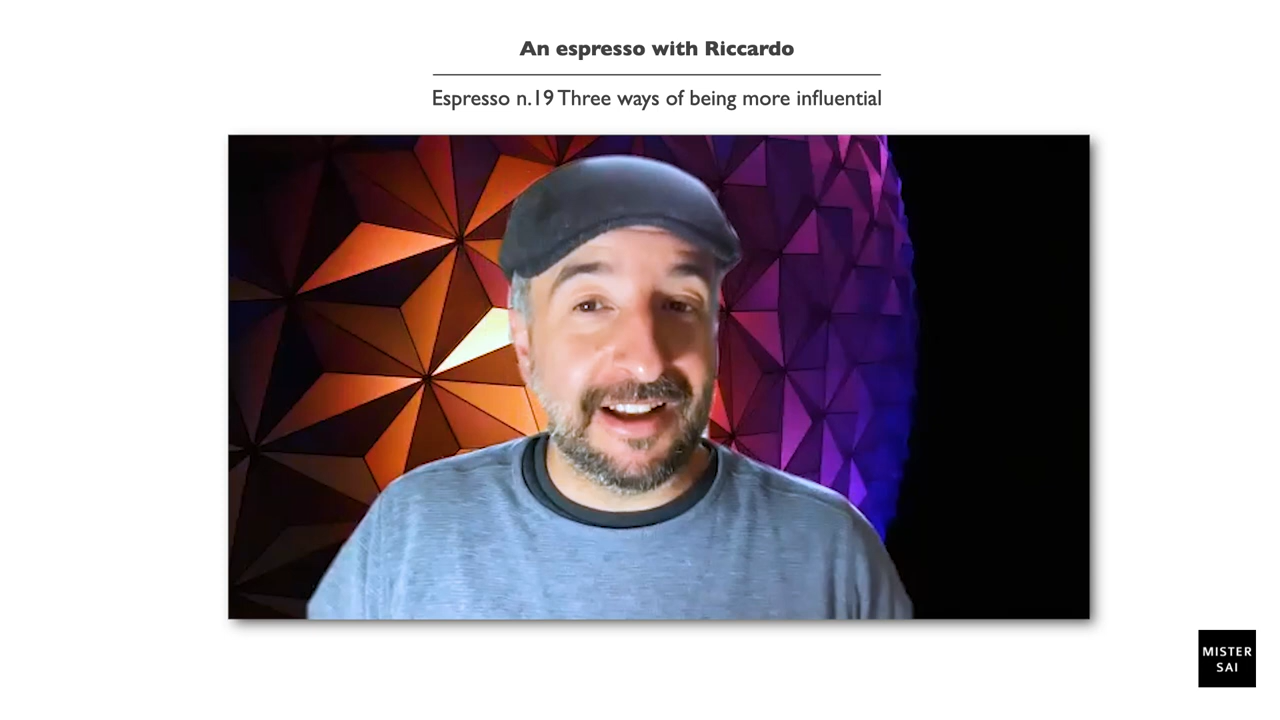 An espresso with Riccardo
Espresso n.19 Three ways of being more influential
MISTER
SAI